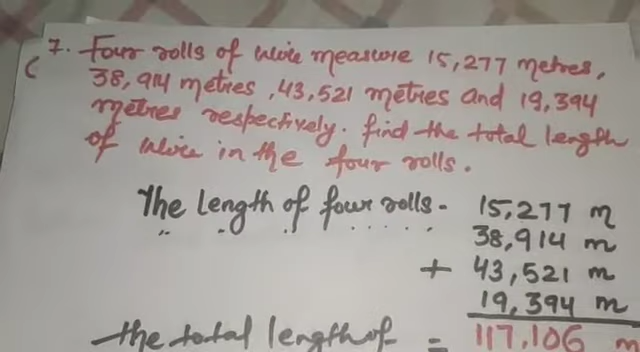 7. Four rolls of wire measure 15,277 metres,
38,914 metres, 43,521 metres and 19,394
metres respectively. find the total length
of wire in the four rolls.
The Length of four rolls - 15,277 m
" " " " " 38,914 m
+ 43,521 m
19,394 m
the total length of = 117,106 m